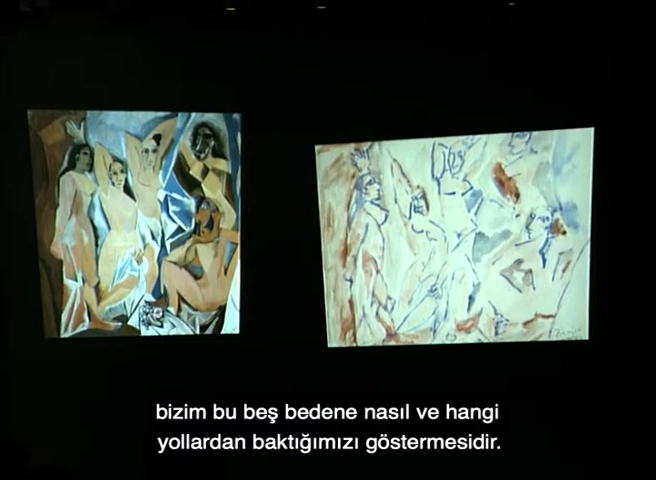 bizim bu beş bedene nasıl ve hangi
yollardan baktığımızı göstermesidir.